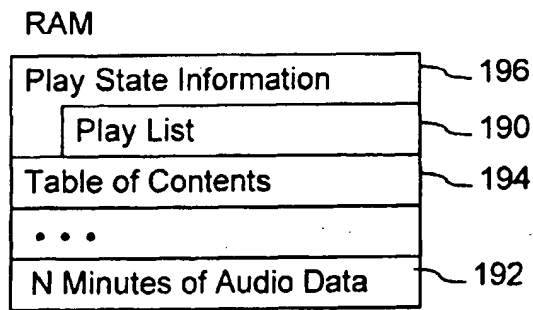 RAM
Play State Information 196
Play List 190
Table of Contents 194
• • •
N Minutes of Audio Data 192